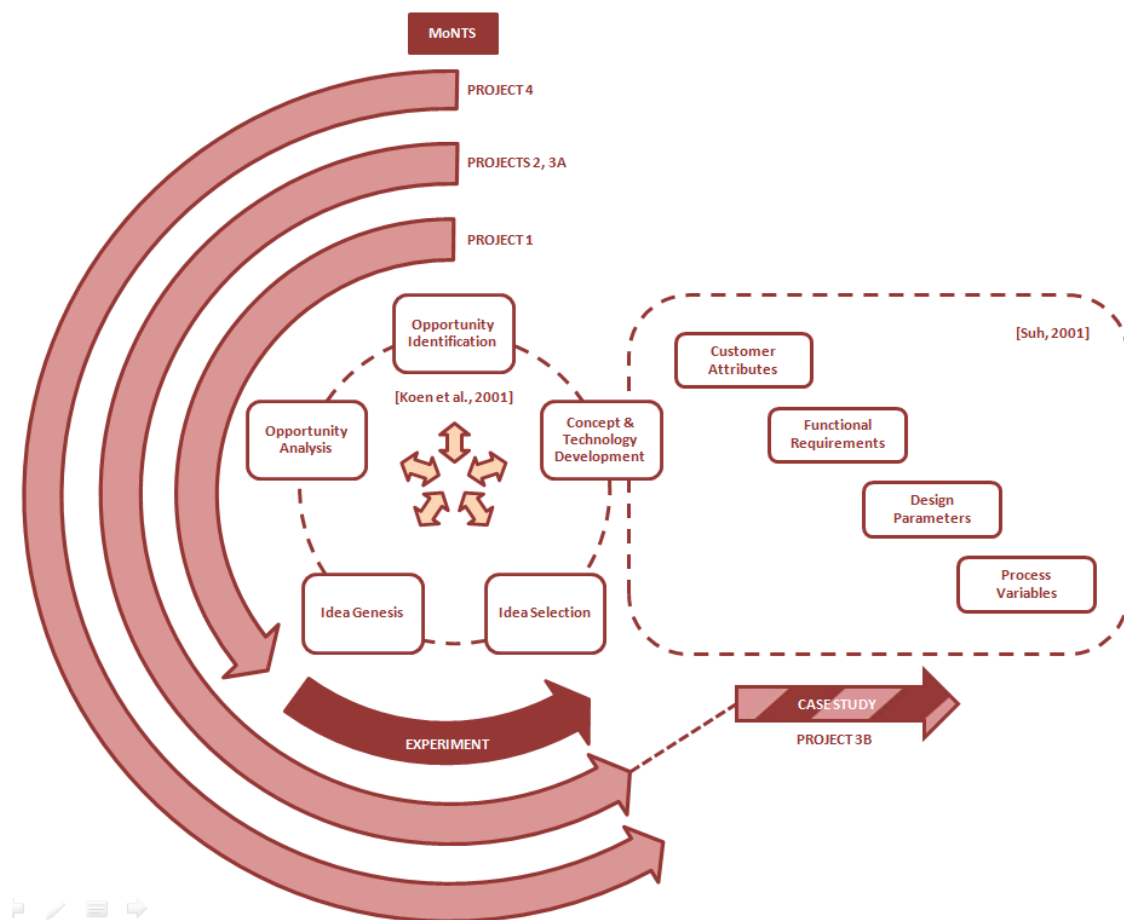 MoNTS
PROJECT 4
PROJECTS 2, 3A
PROJECT 1
Opportunity
Identification
[Koen et al., 2001]
Opportunity
Analysis
Concept &
Technology
Development
Idea Genesis
Idea Selection
EXPERIMENT
[Suh, 2001]
Customer
Attributes
Functional
Requirements
Design
Parameters
Process
Variables
CASE STUDY
PROJECT 3B